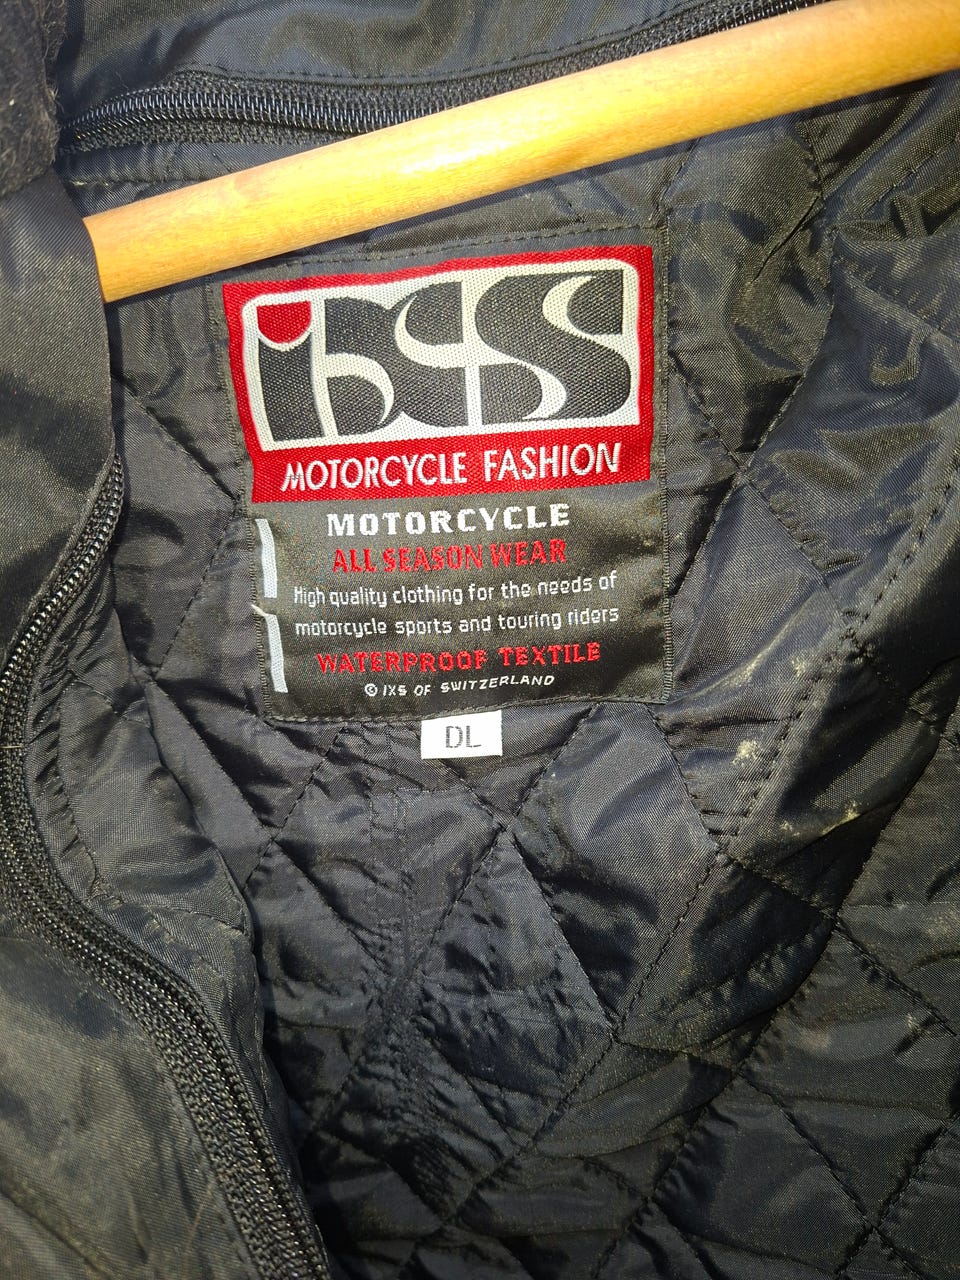 iXS
MOTORCYCLE FASHION
MOTORCYCLE
ALL SEASON WEAR
High quality clothing for the needs of
motorcycle sports and touring riders
WATERPROOF TEXTILE
© IXS OF SWITZERLAND
DL